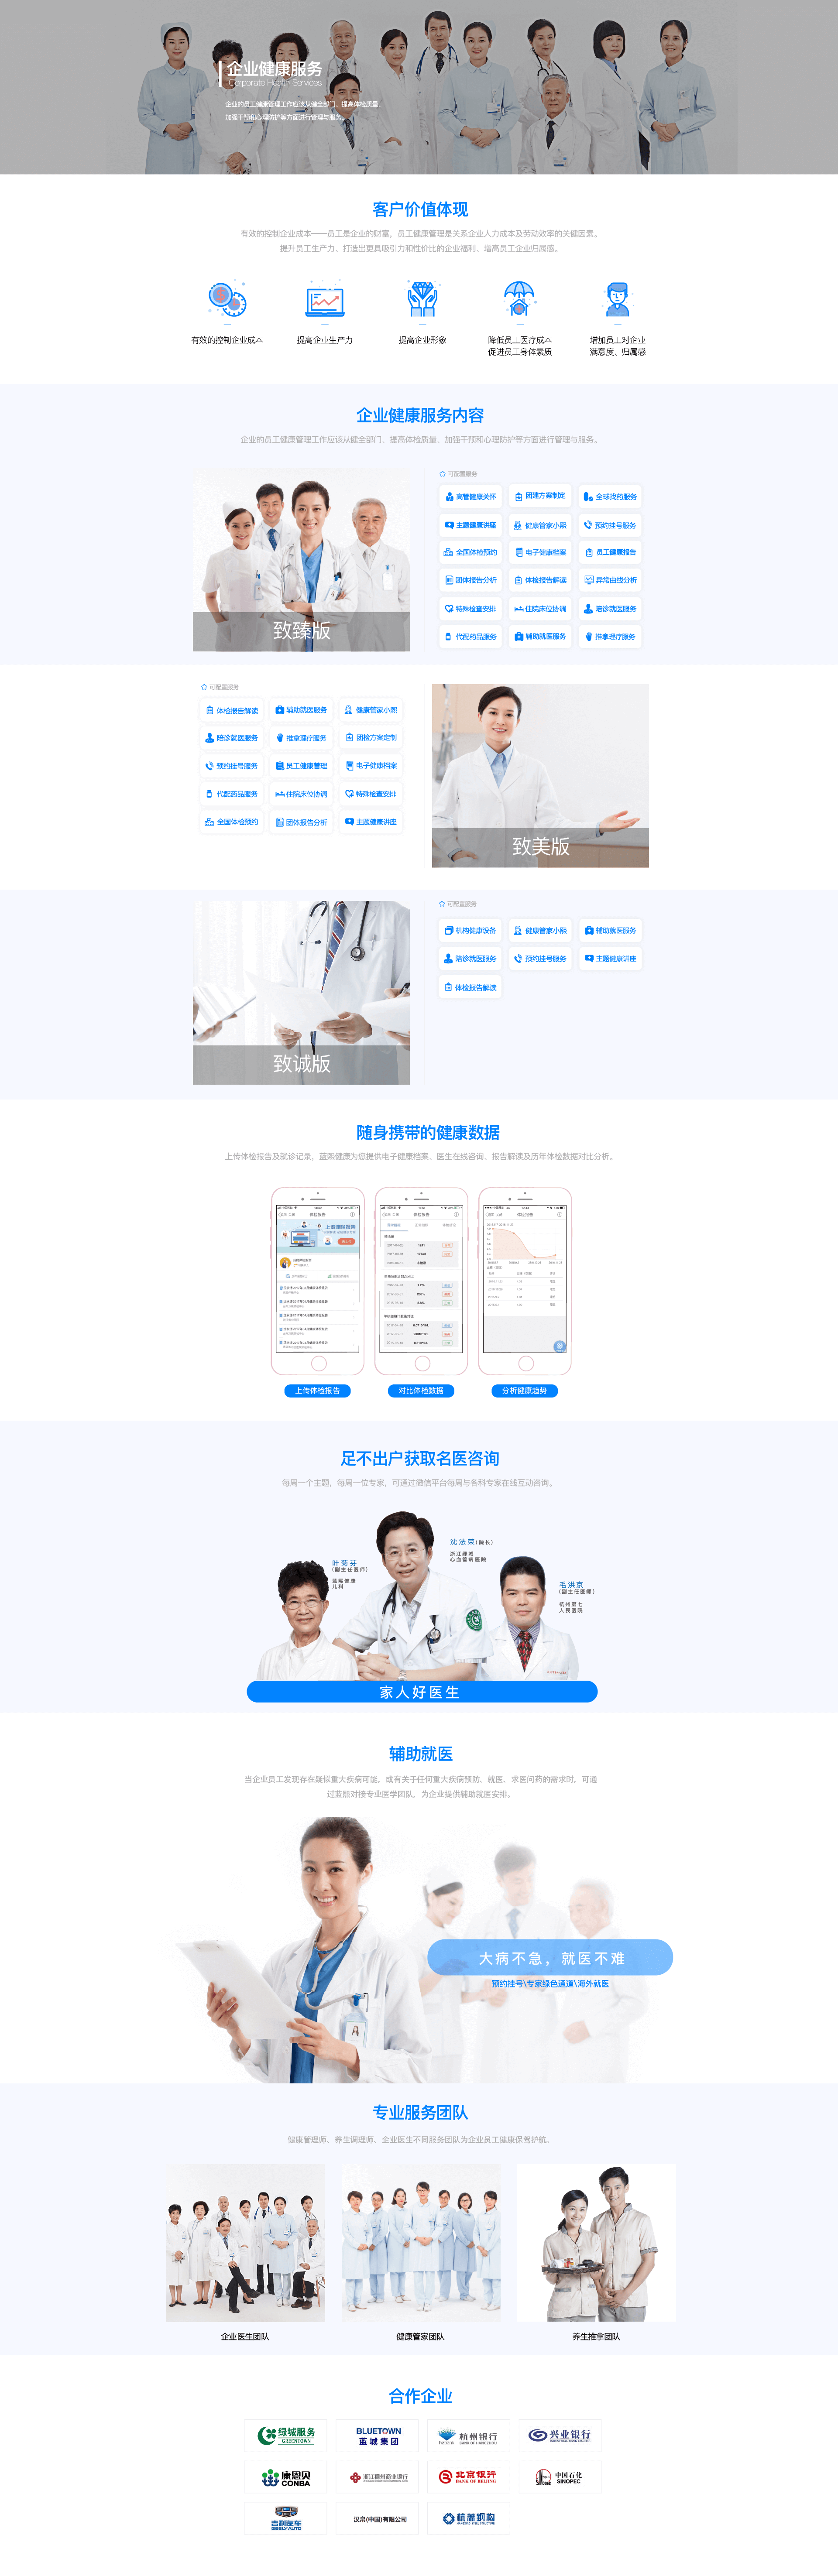 企业健康服务
Corporate Health Services
企业的员工健康管理工作应该从健全部门、提高体检质量、
加强干预和心理防护等方面进行管理与服务。
客户价值体现
有效的控制企业成本——员工是企业的财富，员工健康管理是关系企业人力成本及劳动效率的关健因素。
提升员工生产力、打造出更具吸引力和性价比的企业福利、增高员工企业归属感。
有效的控制企业成本
提高企业生产力
提高企业形象
降低员工医疗成本
促进员工身体素质
增加员工对企业
满意度、归属感
企业健康服务内容
企业的员工健康管理工作应该从健全部门、提高体检质量、加强干预和心理防护等方面进行管理与服务。
致臻版
可配置服务
高管健康关怀
团建方案制定
全球找药服务
主题健康讲座
健康管家小熙
预约挂号服务
全国体检预约
电子健康档案
员工健康报告
团体报告分析
体检报告解读
异常曲线分析
特殊检查安排
住院床位协调
陪诊就医服务
代配药品服务
辅助就医服务
推拿理疗服务
可配置服务
体检报告解读
辅助就医服务
健康管家小熙
陪诊就医服务
推拿理疗服务
团检方案定制
预约挂号服务
员工健康管理
电子健康档案
代配药品服务
住院床位协调
特殊检查安排
全国体检预约
团体报告分析
主题健康讲座
致美版
致诚版
可配置服务
机构健康设备
健康管家小熙
辅助就医服务
陪诊就医服务
预约挂号服务
主题健康讲座
体检报告解读
随身携带的健康数据
上传体检报告及就诊记录，蓝熙健康为您提供电子健康档案、医生在线咨询、报告解读及历年体检数据对比分析。
体检报告
体检报告
体检报告
上传体检报告
对比体检数据
分析健康趋势
足不出户获取名医咨询
每周一个主题，每周一位专家，可通过微信平台每周与各科专家在线互动咨询。
叶菊芬
(副主任医师)
蓝熙健康
儿科
沈法荣(院长)
浙江绿城
心血管病医院
毛洪京
(副主任医师)
杭州第七
人民医院
家人好医生
辅助就医
当企业员工发现存在疑似重大疾病可能，或有关于任何重大疾病预防、就医、求医问药的需求时，可通
过蓝熙对接专业医学团队，为企业提供辅助就医安排。
大病不急，就医不难
预约挂号\专家绿色通道\海外就医
专业服务团队
健康管理师、养生调理师、企业医生不同服务团队为企业员工健康保驾护航。
企业医生团队
健康管家团队
养生推拿团队
合作企业
绿城服务
GREENTOWN
BLUETOWN
蓝城集团
杭州银行
BANK OF HANGZHOU
兴业银行
康恩贝
CONBA
浙江稠州商业银行
北京银行
BANK OF BEIJING
中国石化
SINOPEC
吉利汽车
GEELY AUTO
汉帛(中国)有限公司
杭萧钢构